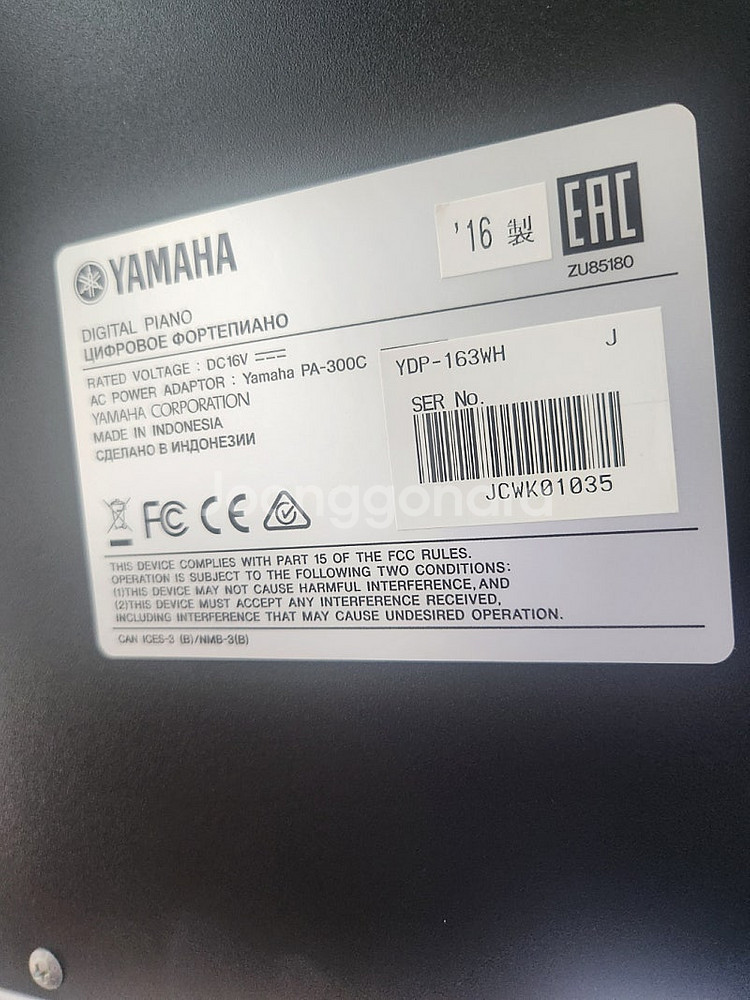 YAMAHA
'16 製
EAC
ZU85180
DIGITAL PIANO
ЦИФРОВОЕ ФОРТЕПИАНО
RATED VOLTAGE : DC16V
AC POWER ADAPTOR : Yamaha PA-300C
YAMAHA CORPORATION
MADE IN INDONESIA
СДЕЛАНО В ИНДОНЕЗИИ
YDP-163WH J
SER No.
JCWK01035
Joonggonara
FC CE
THIS DEVICE COMPLIES WITH PART 15 OF THE FCC RULES.
OPERATION IS SUBJECT TO THE FOLLOWING TWO CONDITIONS:
(1)THIS DEVICE MAY NOT CAUSE HARMFUL INTERFERENCE,AND
(2)THIS DEVICE MUST ACCEPT ANY INTERFERENCE RECEIVED,
INCLUDING INTERFERENCE THAT MAY CAUSE UNDESIRED OPERATION.
CAN ICES-3 (B)/NMB-3(B)